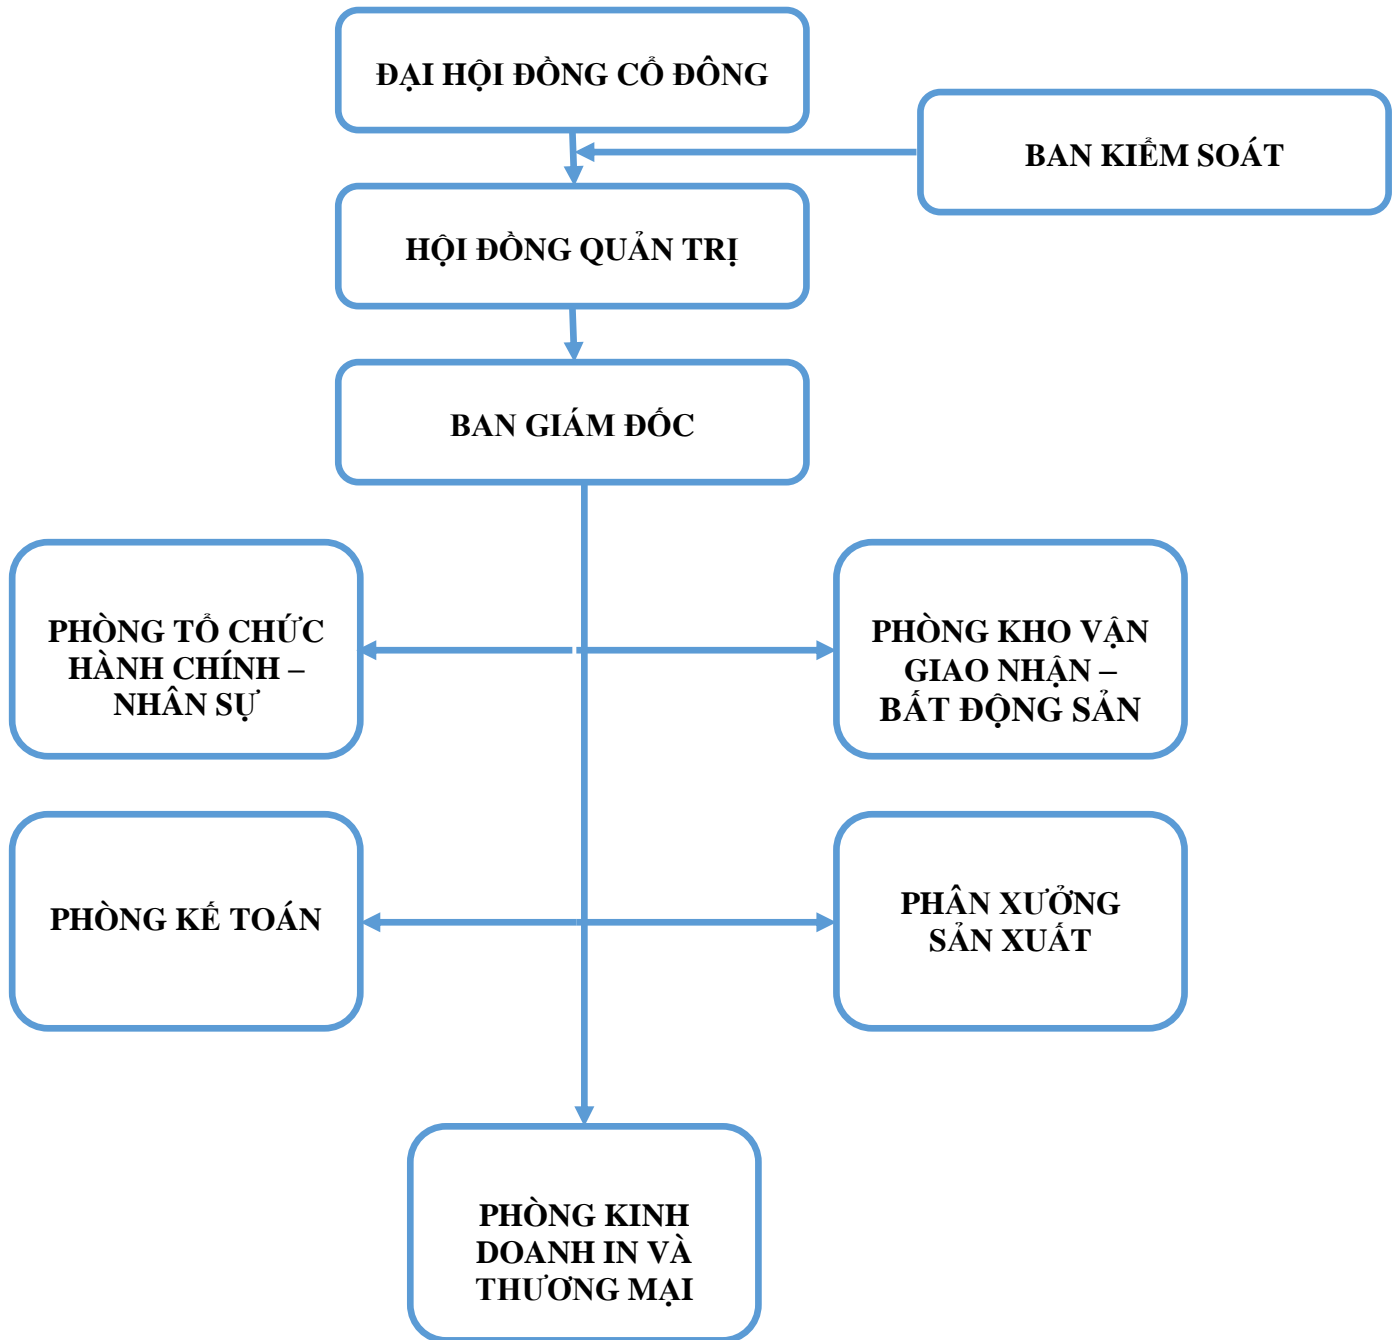 ĐẠI HỘI ĐỒNG CỔ ĐÔNG
BAN KIỂM SOÁT
HỘI ĐỒNG QUẢN TRỊ
BAN GIÁM ĐỐC
PHÒNG TỔ CHỨC
HÀNH CHÍNH –
NHÂN SỰ
PHÒNG KHO VẬN
GIAO NHẬN –
BẤT ĐỘNG SẢN
PHÒNG KẾ TOÁN
PHÂN XƯỞNG
SẢN XUẤT
PHÒNG KINH
DOANH IN VÀ
THƯƠNG MẠI